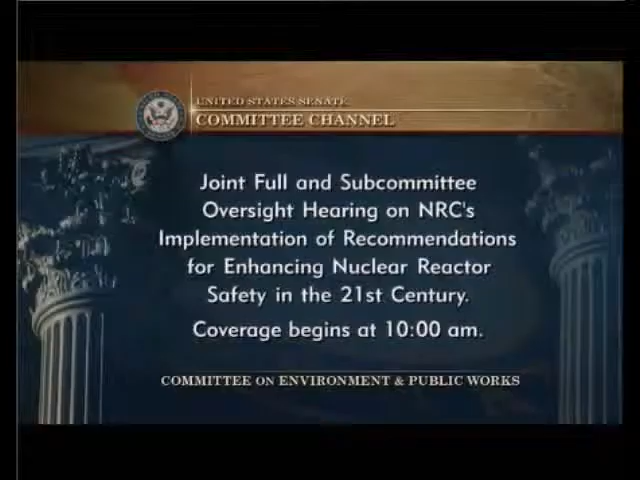 UNITED STATES SENATE
COMMITTEE CHANNEL
Joint Full and Subcommittee
Oversight Hearing on NRC's
Implementation of Recommendations
for Enhancing Nuclear Reactor
Safety in the 21st Century.
Coverage begins at 10:00 am.
COMMITTEE ON ENVIRONMENT & PUBLIC WORKS